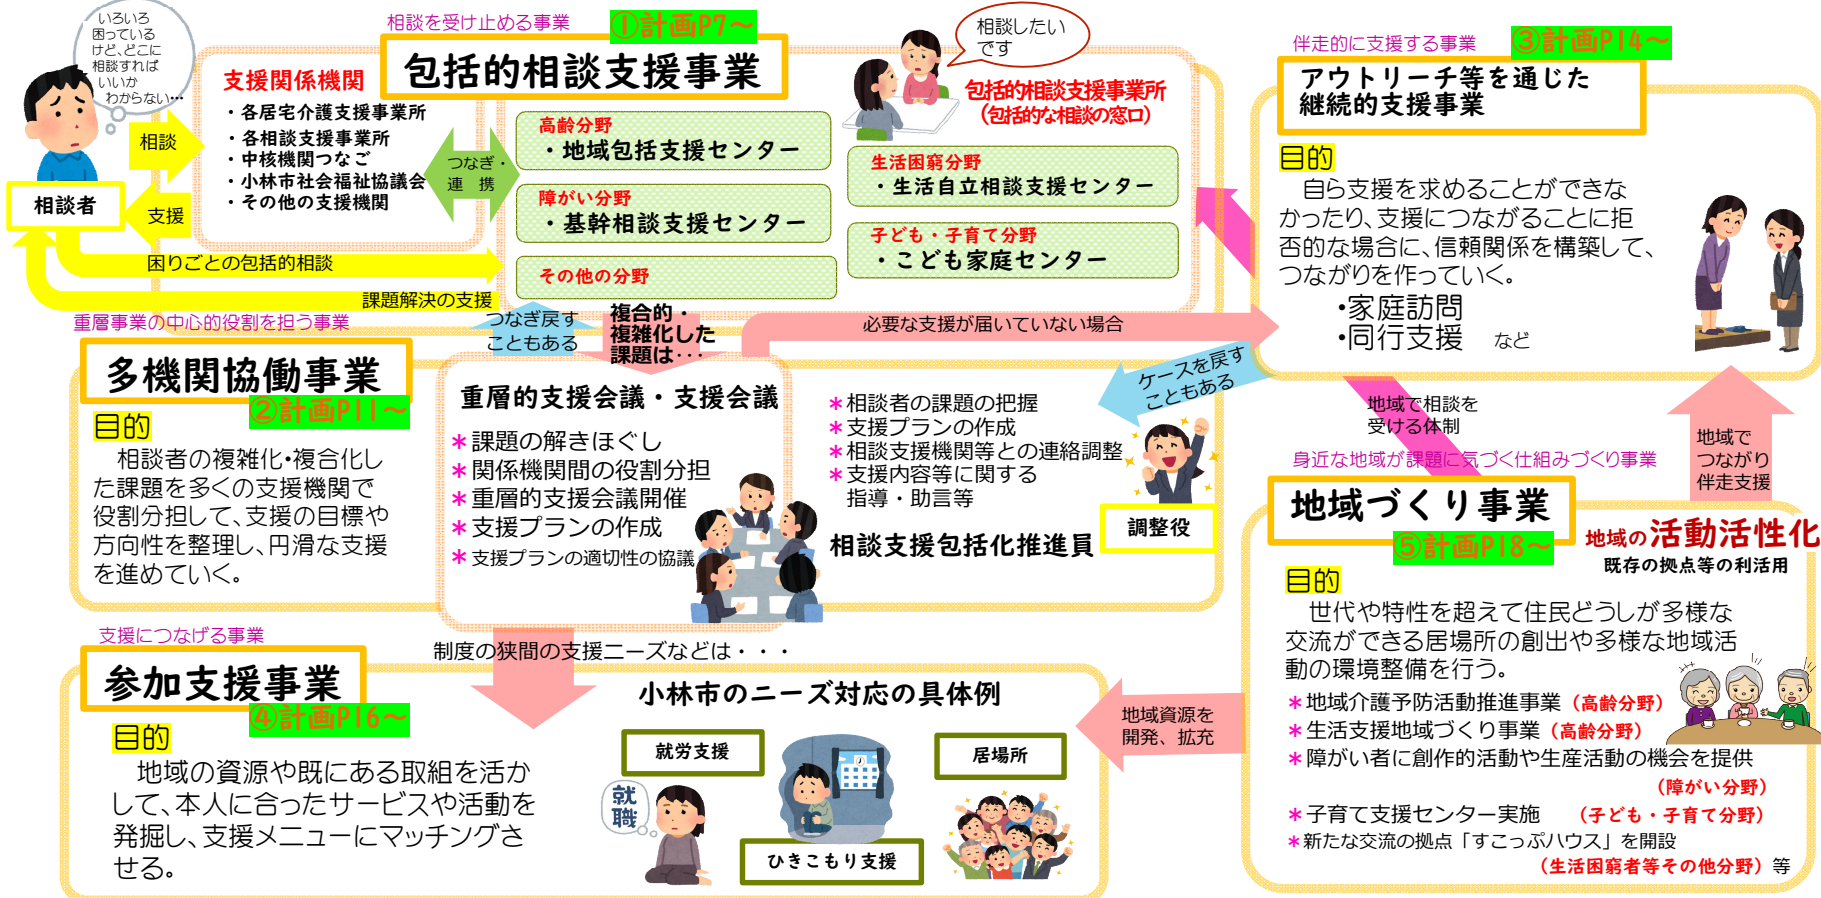 いろいろ
困っている
けど、どこに
相談すれば
いいか
わからない…
相談者
相談
支援
困りごとの包括的相談
課題解決の支援
相談を受け止める事業
①計画P7～
包括的相談支援事業
支援関係機関
・各居宅介護支援事業所
・各相談支援事業所
・中核機関つなご
・小林市社会福祉協議会
・その他の支援機関
つなぎ・
連 携
高齢分野
・地域包括支援センター
障がい分野
・基幹相談支援センター
その他の分野
相談したい
です
包括的相談支援事業所
（包括的な相談の窓口）
生活困窮分野
・生活自立相談支援センター
子ども・子育て分野
・こども家庭センター
伴走的に支援する事業
③計画P14～
アウトリーチ等を通じた
継続的支援事業
目的
自ら支援を求めることができな
かったり、支援につながることに拒
否的な場合に、信頼関係を構築して、
つながりを作っていく。
・家庭訪問
・同行支援 など
つなぎ戻す
こともある
複合的・
複雑化した
課題は･･･
必要な支援が届いていない場合
重層事業の中心的役割を担う事業
多機関協働事業
②計画P11～
目的
相談者の複雑化・複合化し
た課題を多くの支援機関で
役割分担して、支援の目標や
方向性を整理し、円滑な支援
を進めていく。
重層的支援会議・支援会議
＊課題の解きほぐし
＊関係機関間の役割分担
＊重層的支援会議開催
＊支援プランの作成
＊支援プランの適切性の協議
＊相談者の課題の把握
＊支援プランの作成
＊相談支援機関等との連絡調整
＊支援内容等に関する
指導・助言等
相談支援包括化推進員
調整役
ケースを戻す
こともある
地域で相談を
受ける体制
地域で
つながり
伴走支援
身近な地域が課題に気づく仕組みづくり事業
地域づくり事業
⑤計画P18～
地域の活動活性化
既存の拠点等の利活用
目的
世代や特性を超えて住民どうしが多様な
交流ができる居場所の創出や多様な地域活
動の環境整備を行う。
＊地域介護予防活動推進事業（高齢分野）
＊生活支援地域づくり事業（高齢分野）
＊障がい者に創作的活動や生産活動の機会を提供
（障がい分野）
＊子育て支援センター実施 （子ども・子育て分野）
＊新たな交流の拠点「すこっぷハウス」を開設
（生活困窮者等その他分野）等
支援につなげる事業
参加支援事業
④計画P16～
目的
地域の資源や既にある取組を活か
して、本人に合ったサービスや活動を
発掘し、支援メニューにマッチングさ
せる。
制度の狭間の支援ニーズなどは・・・
小林市のニーズ対応の具体例
就労支援
就職
ひきこもり支援
居場所
地域資源を
開発、拡充